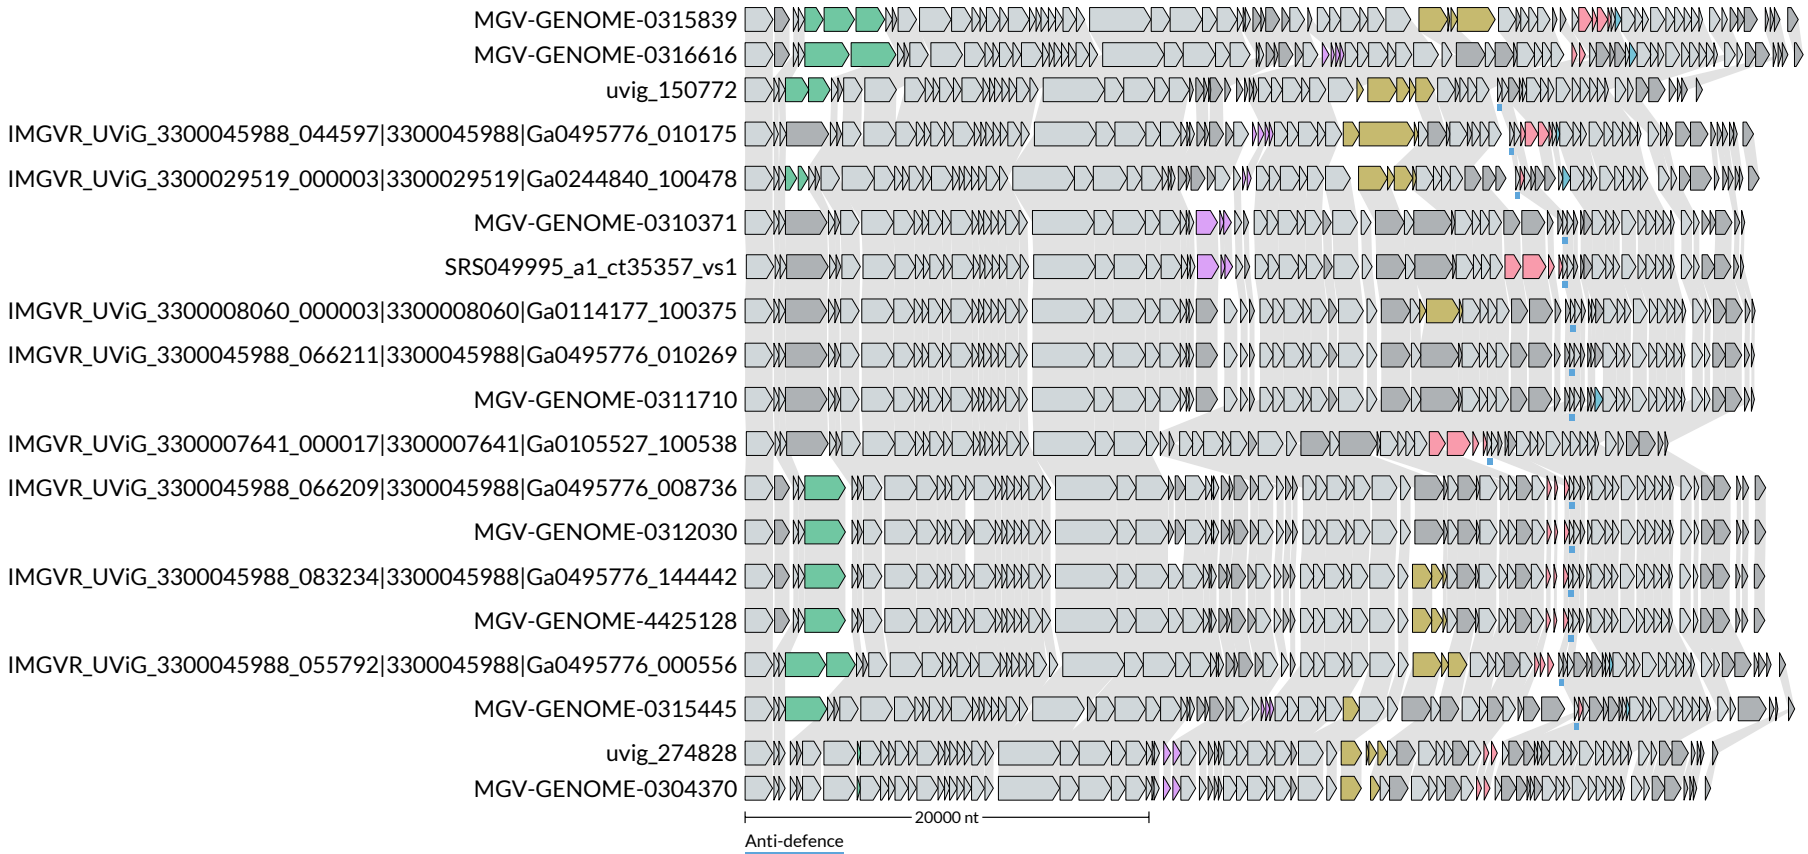 MGV-GENOME-0315839
MGV-GENOME-0316616
uvig_150772
IMGVR_UViG_3300045988_044597|3300045988|Ga0495776_010175
IMGVR_UViG_3300029519_000003|3300029519|Ga0244840_100478
MGV-GENOME-0310371
SRS049995_a1_ct35357_vs1
IMGVR_UViG_3300008060_000003|3300008060|Ga0114177_100375
IMGVR_UViG_3300045988_066211|3300045988|Ga0495776_010269
MGV-GENOME-0311710
IMGVR_UViG_3300007641_000017|3300007641|Ga0105527_100538
IMGVR_UViG_3300045988_066209|3300045988|Ga0495776_008736
MGV-GENOME-0312030
IMGVR_UViG_3300045988_083234|3300045988|Ga0495776_144442
MGV-GENOME-4425128
IMGVR_UViG_3300045988_055792|3300045988|Ga0495776_000556
MGV-GENOME-0315445
uvig_274828
MGV-GENOME-0304370
20000 nt
Anti-defence